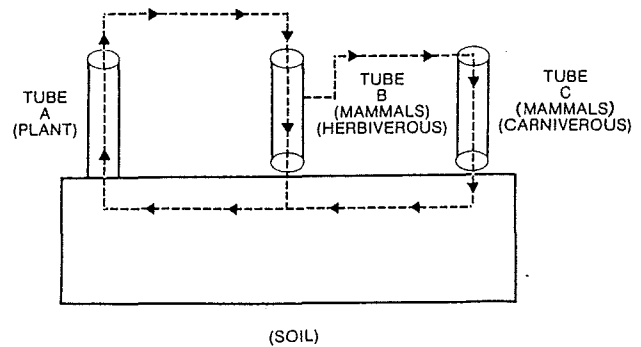 TUBE
A
(PLANT)
TUBE
B
(MAMMALS)
(HERBIVEROUS)
TUBE
C
(MAMMALS)
(CARNIVEROUS)
(SOIL)